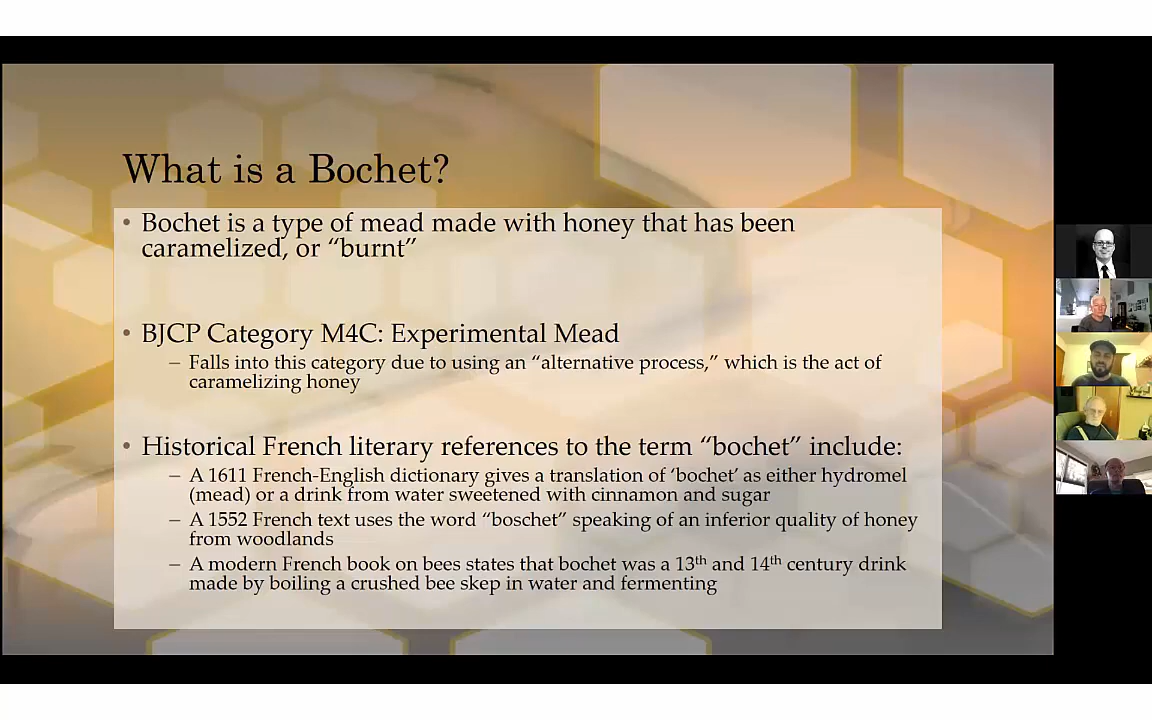 What is a Bochet?
• Bochet is a type of mead made with honey that has been
caramelized, or “burnt”
• BJCP Category M4C: Experimental Mead
– Falls into this category due to using an “alternative process,” which is the act of
caramelizing honey
• Historical French literary references to the term “bochet” include:
– A 1611 French-English dictionary gives a translation of ‘bochet’ as either hydromel
(mead) or a drink from water sweetened with cinnamon and sugar
– A 1552 French text uses the word “boschet” speaking of an inferior quality of honey
from woodlands
– A modern French book on bees states that bochet was a 13th and 14th century drink
made by boiling a crushed bee skep in water and fermenting